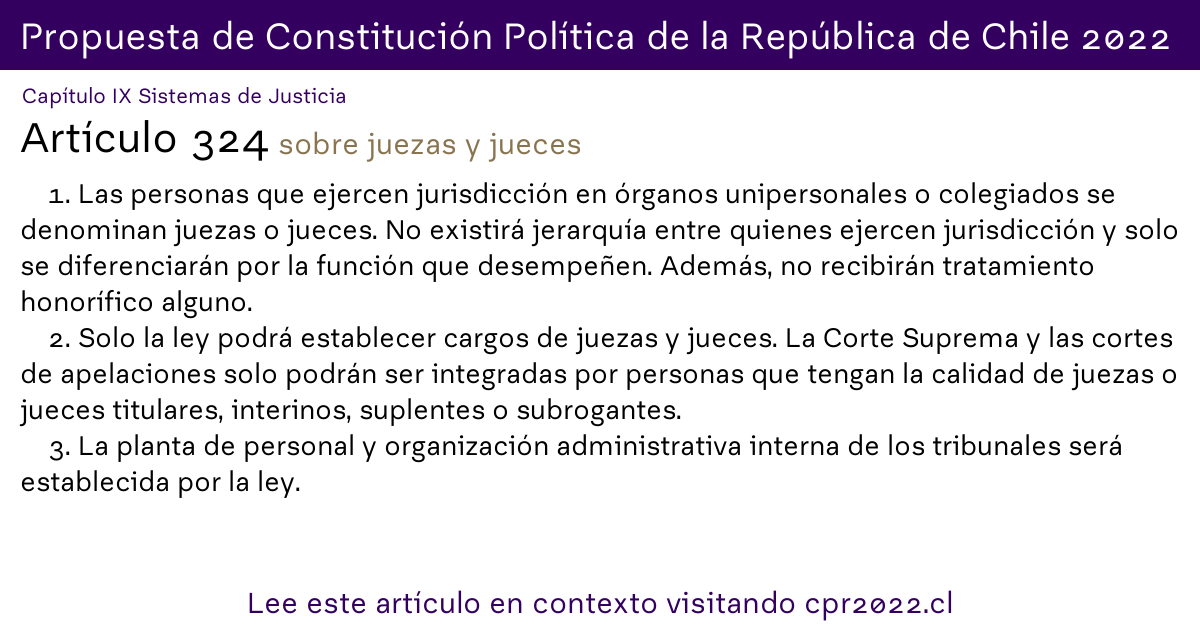 Propuesta de Constitución Política de la República de Chile 2022
Capítulo IX Sistemas de Justicia
Artículo 324 sobre juezas y jueces
1. Las personas que ejercen jurisdicción en órganos unipersonales o colegiados se
denominan juezas o jueces. No existirá jerarquía entre quienes ejercen jurisdicción y solo
se diferenciarán por la función que desempeñen. Además, no recibirán tratamiento
honorífico alguno.
2. Solo la ley podrá establecer cargos de juezas y jueces. La Corte Suprema y las cortes
de apelaciones solo podrán ser integradas por personas que tengan la calidad de juezas o
jueces titulares, interinos, suplentes o subrogantes.
3. La planta de personal y organización administrativa interna de los tribunales será
establecida por la ley.
Lee este artículo en contexto visitando cpr2022.cl